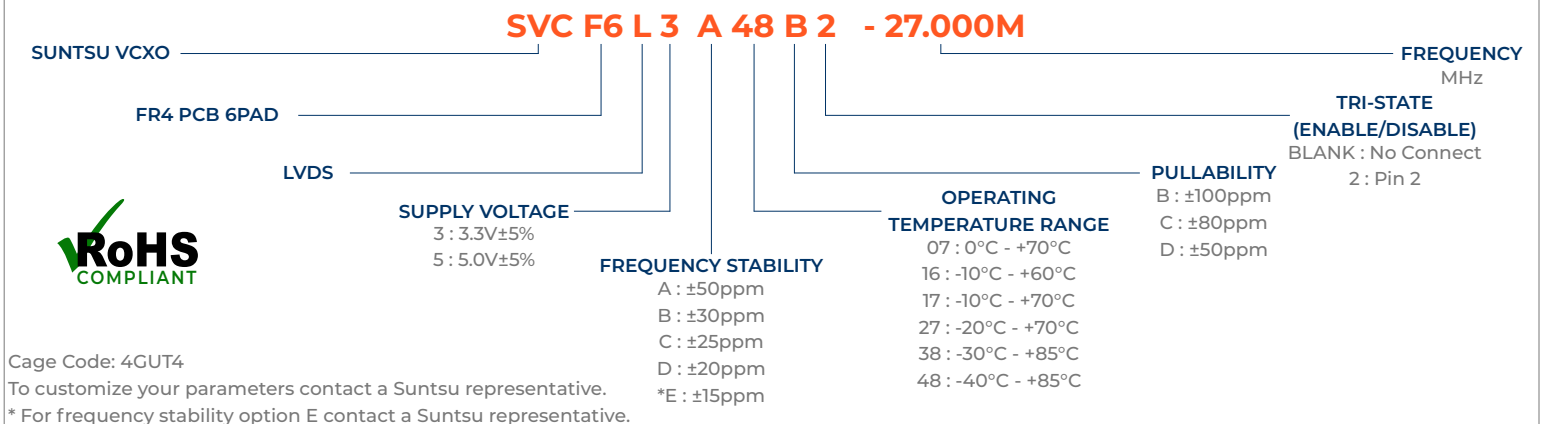 SVC F6 L 3 A 48 B 2 - 27.000M
SUNTSU VCXO
FREQUENCY
MHz
FR4 PCB 6PAD
TRI-STATE
(ENABLE/DISABLE)
BLANK : No Connect
2 : Pin 2
LVDS
PULLABILITY
B : ±100ppm
C : ±80ppm
D : ±50ppm
SUPPLY VOLTAGE
3 : 3.3V±5%
5 : 5.0V±5%
OPERATING
TEMPERATURE RANGE
07 : 0°C - +70°C
16 : -10°C - +60°C
17 : -10°C - +70°C
27 : -20°C - +70°C
38 : -30°C - +85°C
48 : -40°C - +85°C
FREQUENCY STABILITY
A : ±50ppm
B : ±30ppm
C : ±25ppm
D : ±20ppm
*E : ±15ppm
RoHS
COMPLIANT
Cage Code: 4GUT4
To customize your parameters contact a Suntsu representative.
* For frequency stability option E contact a Suntsu representative.